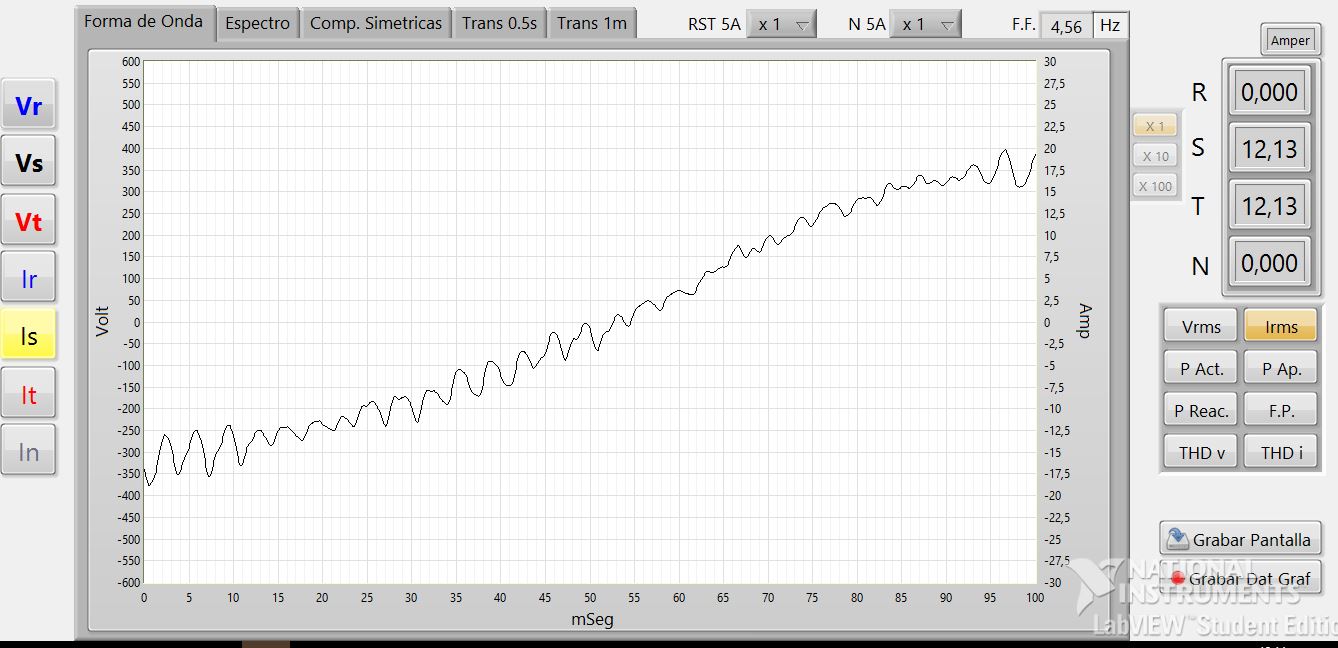 Forma de Onda Espectro Comp. Simetricas Trans 0.5s Trans 1m RST 5A x 1 N 5A x 1 F.F. 4,56 Hz
Amper
Vr
Vs
Vt
Ir
Is
It
In
Volt
600
550
500
450
400
350
300
250
200
150
100
50
0
-50
-100
-150
-200
-250
-300
-350
-400
-450
-500
-550
-600
0 5 10 15 20 25 30 35 40 45 50 55 60 65 70 75 80 85 90 95 100
mSeg
30
27,5
25
22,5
20
17,5
15
12,5
10
7,5
5
2,5
0
-2,5
-5
-7,5
-10
-12,5
-15
-17,5
-20
-22,5
-25
-27,5
-30
Amp
X 1
X 10
X 100
R 0,000
S 12,13
T 12,13
N 0,000
Vrms Irms
P Act. P Ap.
P Reac. F.P.
THD v THD i
Grabar Pantalla
Grabar Dat Graf
NATIONAL
INSTRUMENTS
LabVIEW™ Student Editio